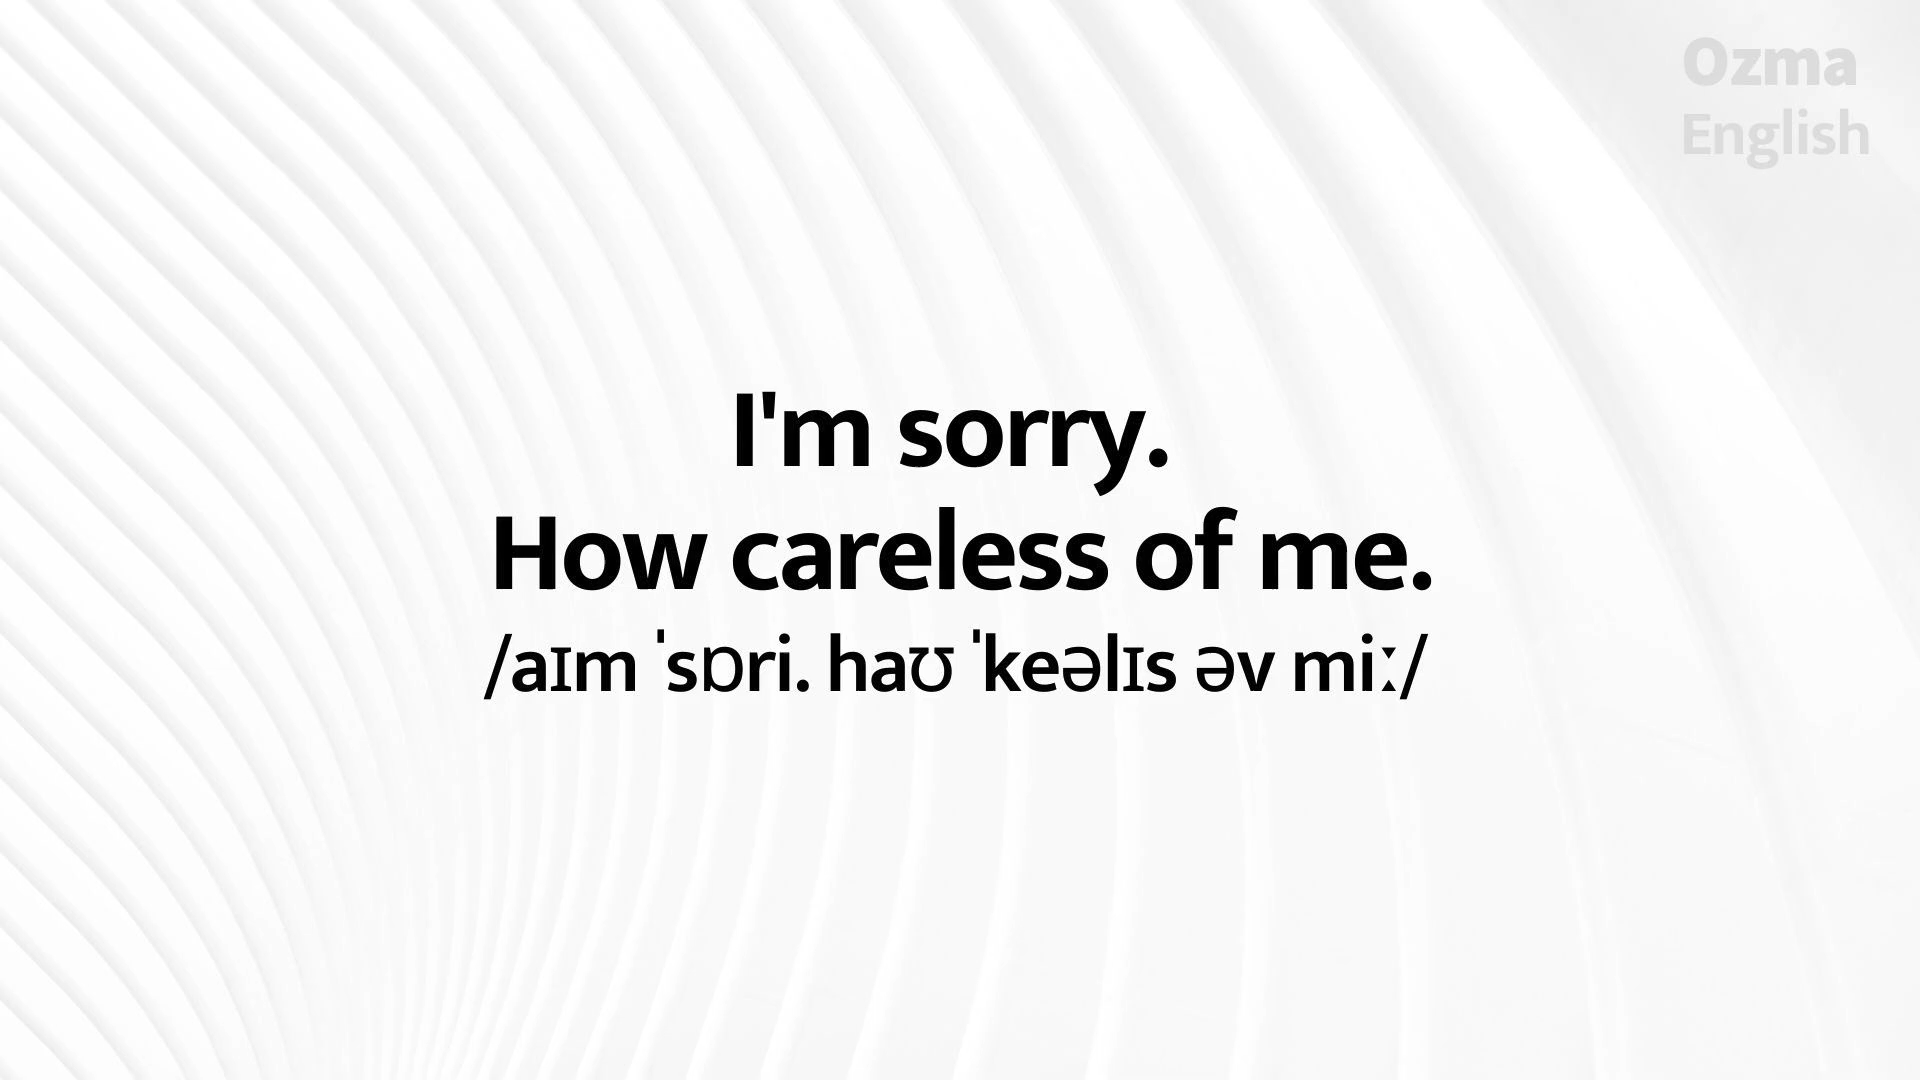 Ozma
English
I'm sorry.
How careless of me.
/aɪm ˈsɒri. haʊ ˈkeəlɪs əv miː/